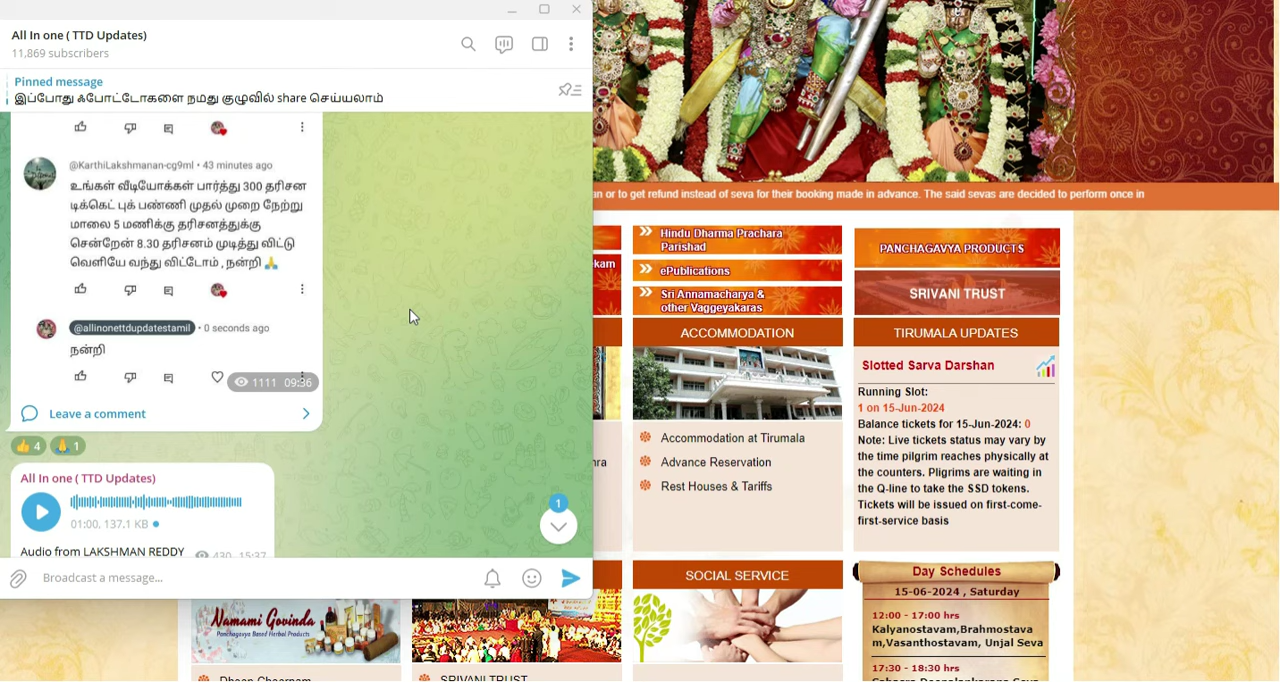 All In one ( TTD Updates)
11,869 subscribers
Pinned message
இப்போது ஃபோட்டோகளை நமது குழுவில் share செய்யலாம்
@KarthiLakshmanan-cg9ml • 43 minutes ago
உங்கள் வீடியோக்கள் பார்த்து 300 தரிசன
டிக்கெட் புக் பண்ணி முதல் முறை நேற்று
மாலை 5 மணிக்கு தரிசனத்துக்கு
சென்றேன் 8.30 தரிசனம் முடித்து விட்டு
வெளியே வந்து விட்டோம் , நன்றி 🙏
@allinonettdupdatestamil • 0 seconds ago
நன்றி
1111 09:36
Leave a comment
👍 4 🙏 1
All In one ( TTD Updates)
01:00, 137.1 KB
1
Audio from LAKSHMAN REDDY
430 15:37
Broadcast a message...
an or to get refund instead of seva for their booking made in advance. The said sevas are decided to perform once in
kam
Hindu Dharma Prachara
Parishad
ePublications
Sri Annamacharya &
other Vaggeyakaras
PANCHAGAVYA PRODUCTS
SRIVANI TRUST
ACCOMMODATION
hra
Accommodation at Tirumala
Advance Reservation
Rest Houses & Tariffs
TIRUMALA UPDATES
Slotted Sarva Darshan
Running Slot:
1 on 15-Jun-2024
Balance tickets for 15-Jun-2024: 0
Note: Live tickets status may vary by
the time pilgrim reaches physically at
the counters. Pligrims are waiting in
the Q-line to take the SSD tokens.
Tickets will be issued on first-come-
first-service basis
SOCIAL SERVICE
Day Schedules
15-06-2024 , Saturday
12:00 - 17:00 hrs
Kalyanostavam,Brahmostava
m,Vasanthostavam, Unjal Seva
17:30 - 18:30 hrs
Namami Govinda
Panchagavya Based Herbal Products
SRIVANI TRUST